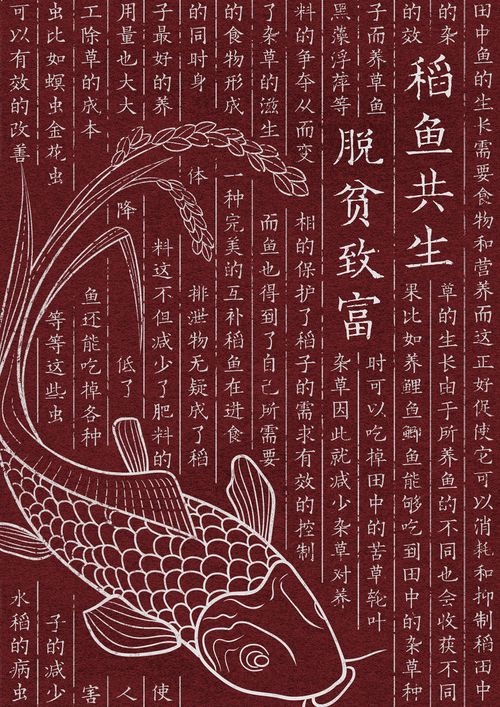 稻鱼共生
脱贫致富
田中鱼的生长需要食物和营养而这正好促使它可以消耗和抑制稻田中
的杂草的生长由于所养鱼的不同也会收获不同
的效果比如养鲤鱼鲫鱼能够吃到田中的杂草种
子而养草鱼时可以吃掉田中的苦草轮叶
黑藻浮萍等杂草因此就减少杂草对养
料的争夺从而变相的保护了稻子的需求有效的控制
了杂草的滋生而鱼也得到了自己所需要
的食物形成一种完美的互补稻鱼在进食
的同时身体排泄物无疑成了稻
子最好的养料这不但减少了肥料的使
用量也大大降低了人
工除草的成本鱼还能吃掉各种害
虫比如螟虫金花虫等等这些虫子的减少
可以有效的改善水稻的病虫